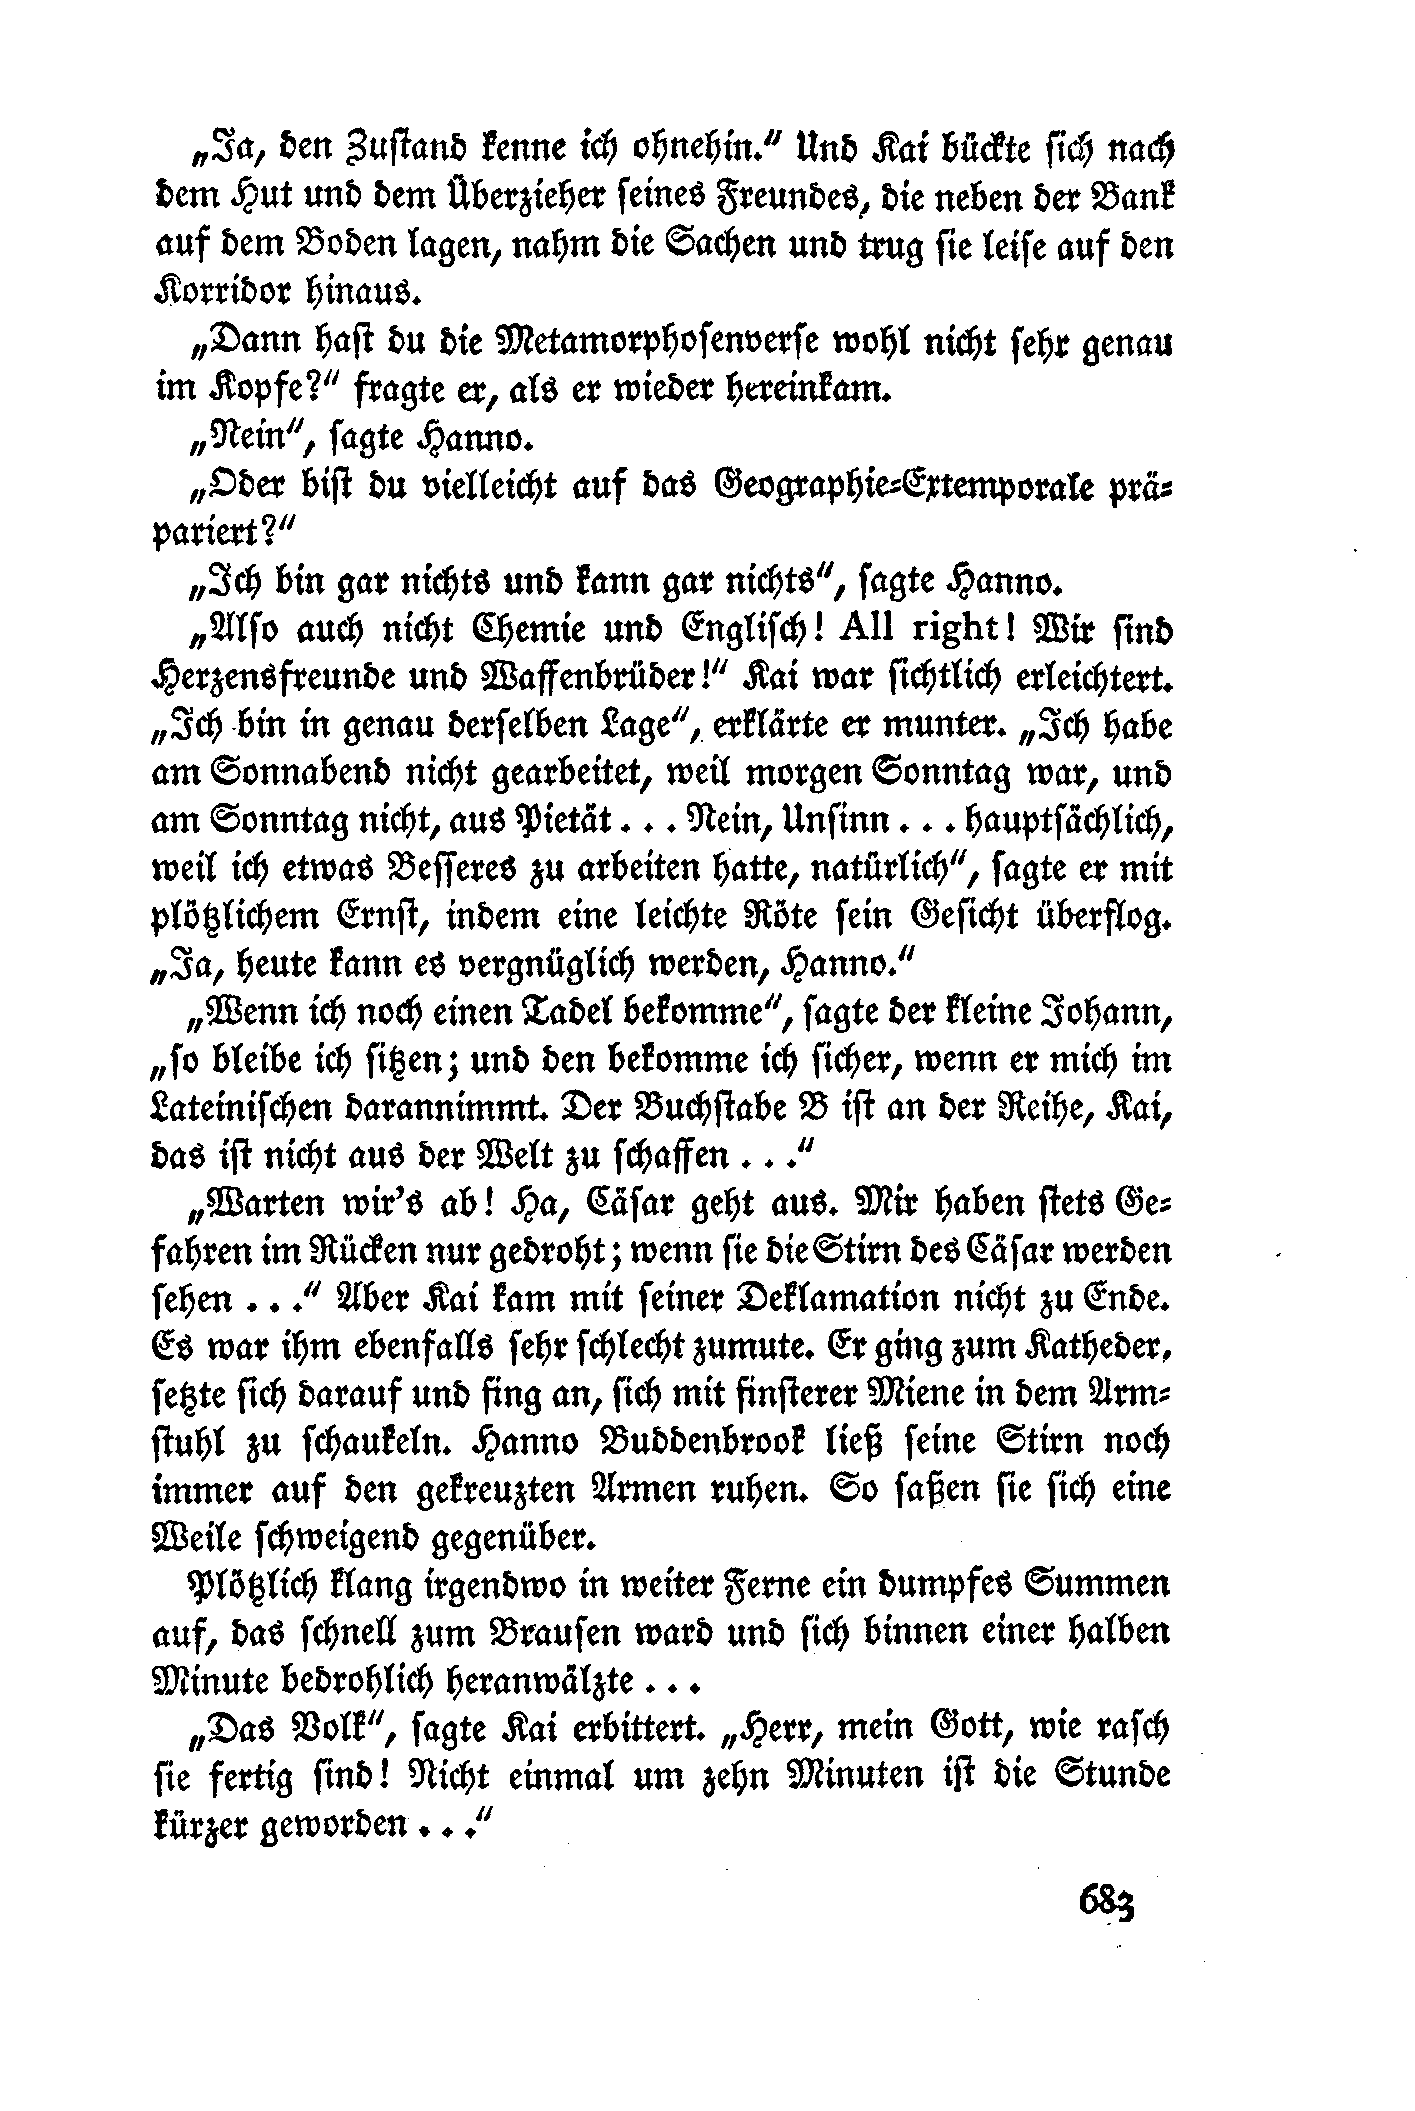 „Ja, den Zustand kenne ich ohnehin.“ Und Kai bückte sich nach
dem Hut und dem Überzieher seines Freundes, die neben der Bank
auf dem Boden lagen, nahm die Sachen und trug sie leise auf den
Korridor hinaus.
„Dann hast du die Metamorphosenverse wohl nicht sehr genau
im Kopfe?“ fragte er, als er wieder hereinkam.
„Nein“, sagte Hanno.
„Oder bist du vielleicht auf das Geographie-Extemporale prä-
pariert?“
„Ich bin gar nichts und kann gar nichts“, sagte Hanno.
„Also auch nicht Chemie und Englisch! All right! Wir sind
Herzensfreunde und Waffenbrüder!“ Kai war sichtlich erleichtert.
„Ich bin in genau derselben Lage“, erklärte er munter. „Ich habe
am Sonnabend nicht gearbeitet, weil morgen Sonntag war, und
am Sonntag nicht, aus Pietät . . . Nein, Unsinn . . . hauptsächlich,
weil ich etwas Besseres zu arbeiten hatte, natürlich“, sagte er mit
plötzlichem Ernst, indem eine leichte Röte sein Gesicht überflog.
„Ja, heute kann es vergnüglich werden, Hanno.“
„Wenn ich noch einen Tadel bekomme“, sagte der kleine Johann,
„so bleibe ich sitzen; und den bekomme ich sicher, wenn er mich im
Lateinischen darannimmt. Der Buchstabe B ist an der Reihe, Kai,
das ist nicht aus der Welt zu schaffen . . .“
„Warten wir’s ab! Ha, Cäsar geht aus. Mir haben stets Ge-
fahren im Rücken nur gedroht; wenn sie die Stirn des Cäsar werden
sehen . . .“ Aber Kai kam mit seiner Deklamation nicht zu Ende.
Es war ihm ebenfalls sehr schlecht zumute. Er ging zum Katheder,
setzte sich darauf und fing an, sich mit finsterer Miene in dem Arm-
stuhl zu schaukeln. Hanno Buddenbrook ließ seine Stirn noch
immer auf den gekreuzten Armen ruhen. So saßen sie sich eine
Weile schweigend gegenüber.
Plötzlich klang irgendwo in weiter Ferne ein dumpfes Summen
auf, das schnell zum Brausen ward und sich binnen einer halben
Minute bedrohlich heranwälzte . . .
„Das Volk“, sagte Kai erbittert. „Herr, mein Gott, wie rasch
sie fertig sind! Nicht einmal um zehn Minuten ist die Stunde
kürzer geworden . . .“
683